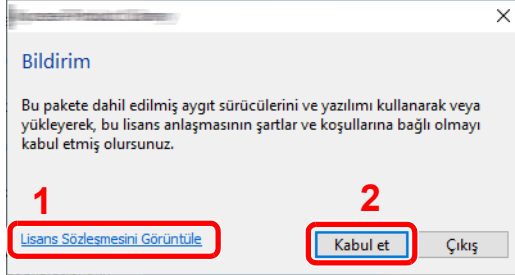 Bildirim
Bu pakete dahil edilmiş aygıt sürücülerini ve yazılımı kullanarak veya
yükleyerek, bu lisans anlaşmasının şartlar ve koşullarına bağlı olmayı
kabul etmiş olursunuz.
1
2
Lisans Sözleşmesini Görüntüle
Kabul et
Çıkış